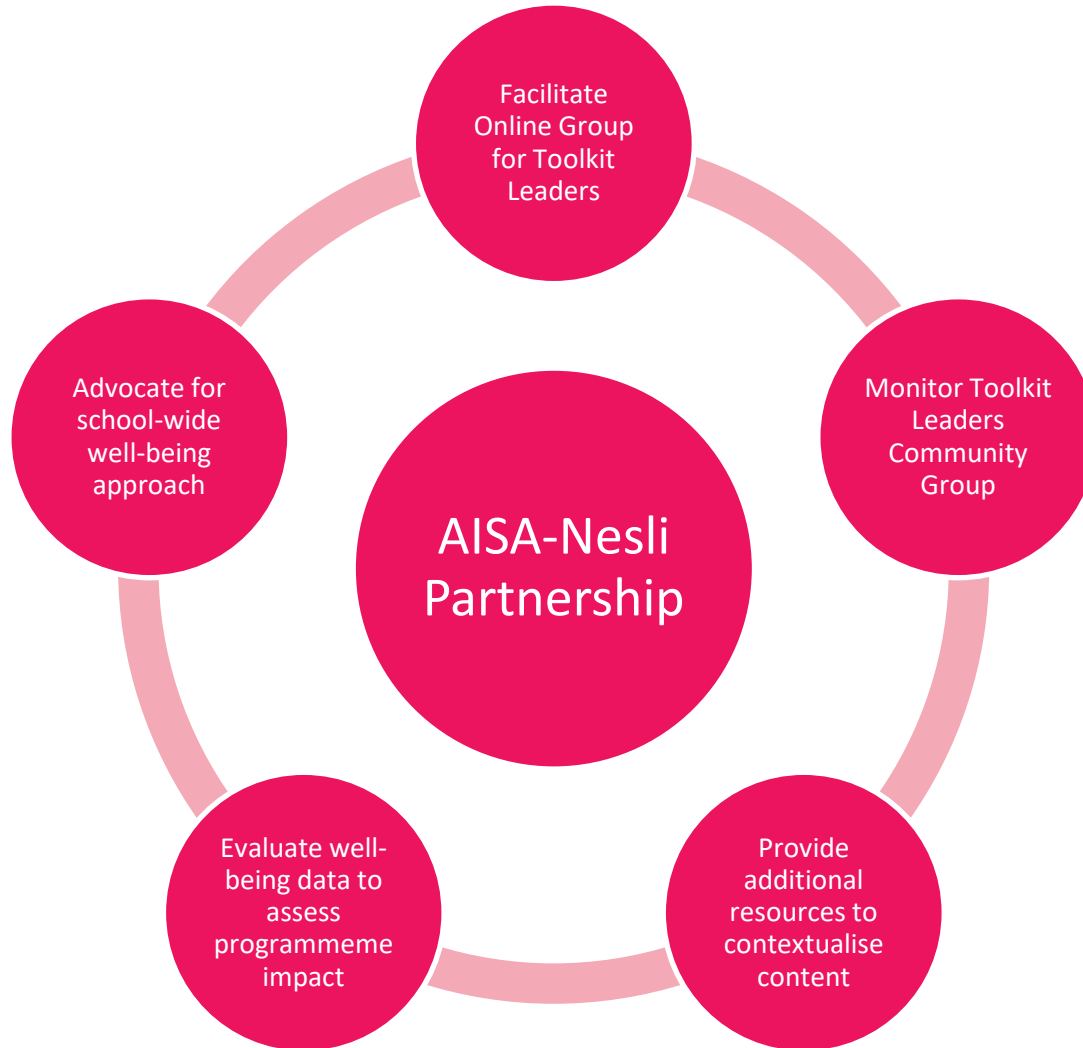 Facilitate
Online Group
for Toolkit
Leaders
Monitor Toolkit
Leaders
Community
Group
Provide
additional
resources to
contextualise
content
Evaluate well-
being data to
assess
programmeme
impact
Advocate for
school-wide
well-being
approach
AISA-Nesli
Partnership